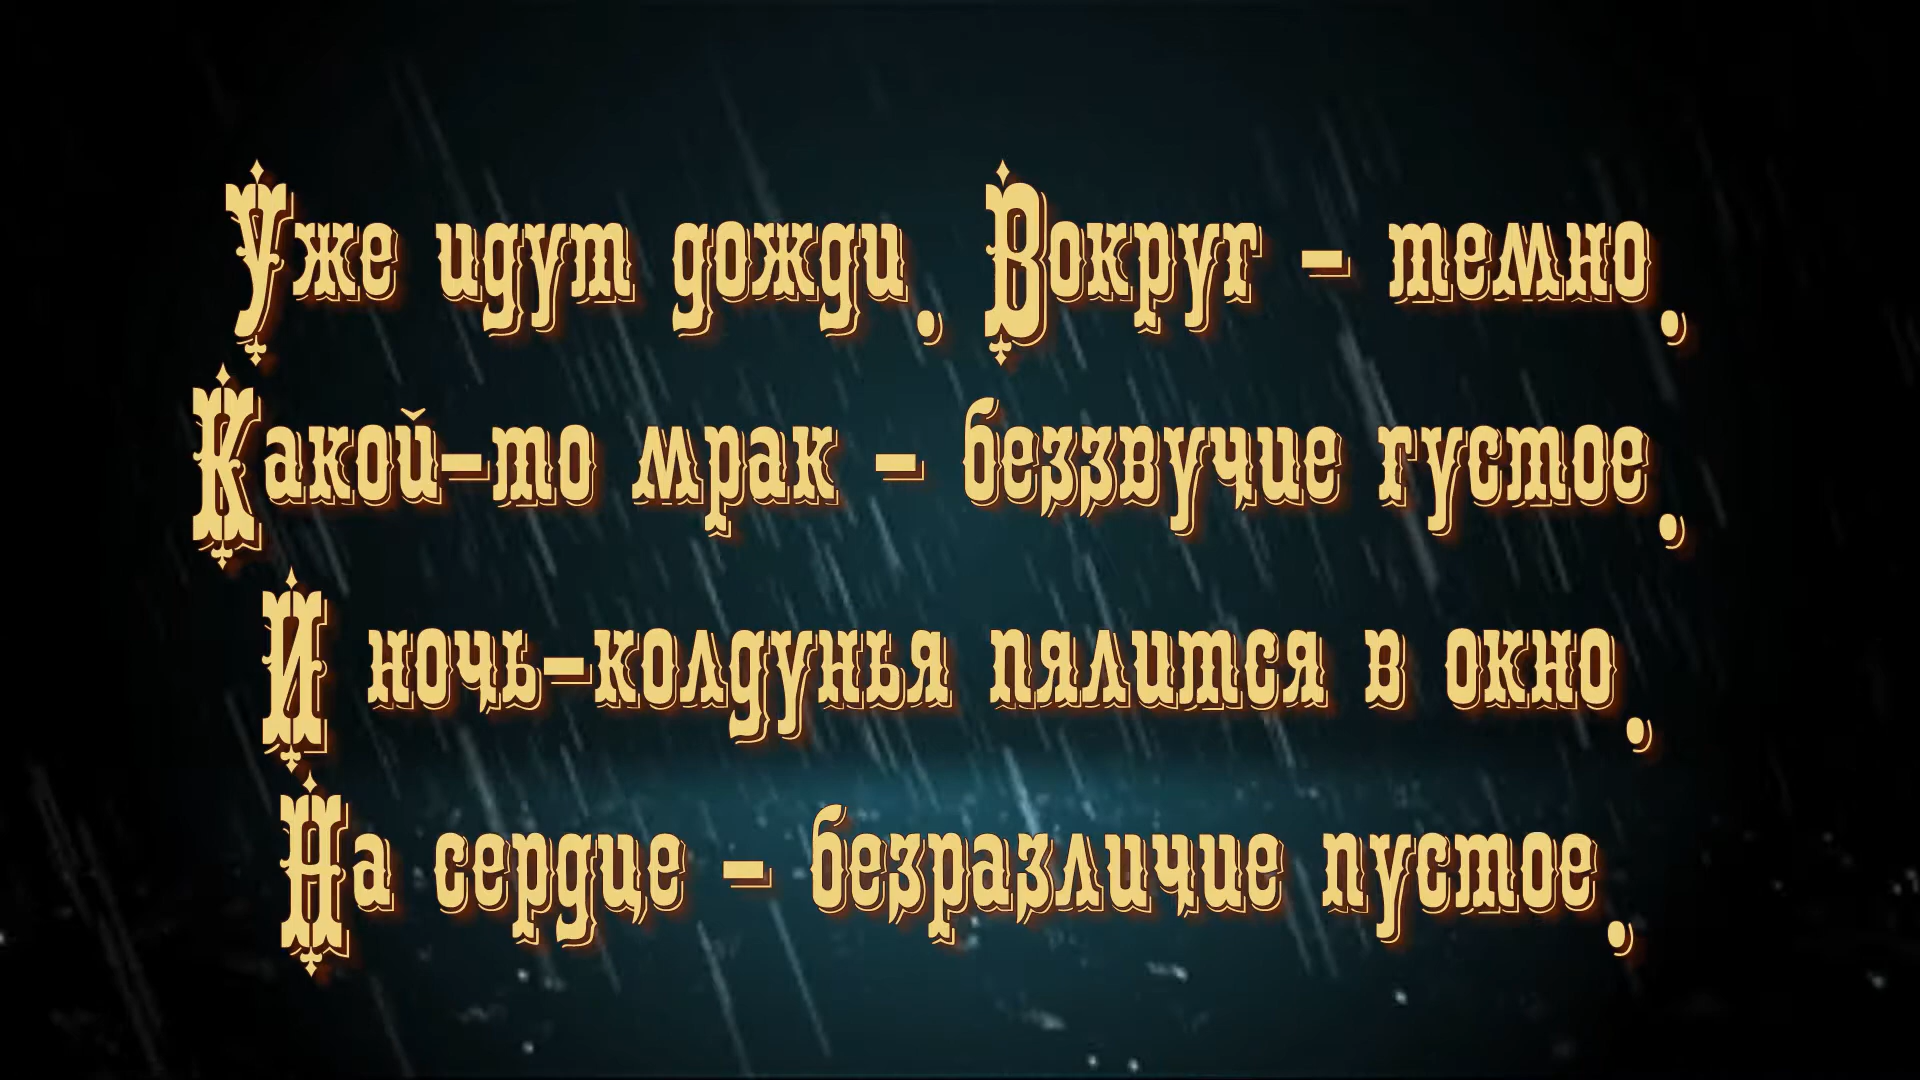 Уже идут дожди. Вокруг – темно.
Какой-то мрак – беззвучие густое.
И ночь-колдунья пялится в окно.
На сердце – безразличие пустое.